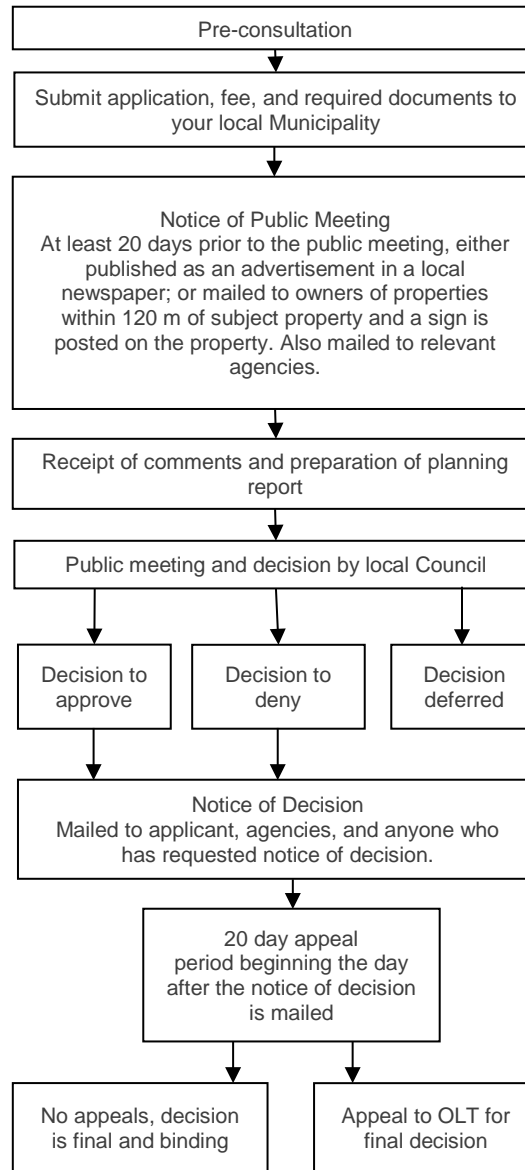 Pre-consultation
Submit application, fee, and required documents to
your local Municipality
Notice of Public Meeting
At least 20 days prior to the public meeting, either
published as an advertisement in a local
newspaper; or mailed to owners of properties
within 120 m of subject property and a sign is
posted on the property. Also mailed to relevant
agencies.
Receipt of comments and preparation of planning
report
Public meeting and decision by local Council
Decision to
approve
Decision to
deny
Decision
deferred
Notice of Decision
Mailed to applicant, agencies, and anyone who
has requested notice of decision.
20 day appeal
period beginning the day
after the notice of decision
is mailed
No appeals, decision
is final and binding
Appeal to OLT for
final decision